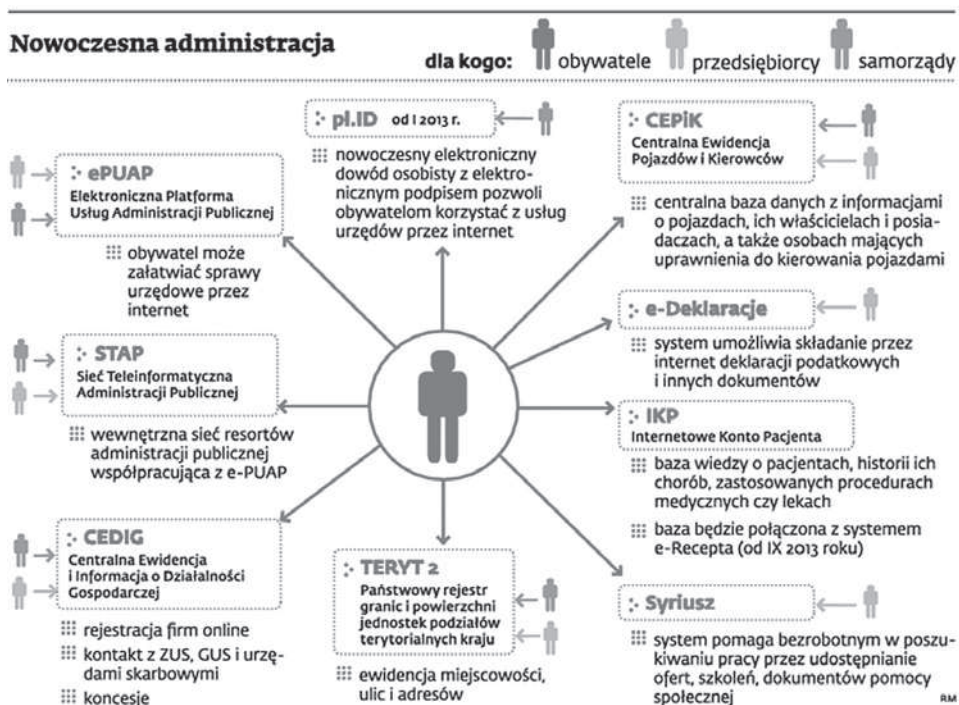 Nowoczesna administracja
dla kogo: obywatele przedsiębiorcy samorządy
pl.ID od I 2013 r.
nowoczesny elektroniczny
dowód osobisty z elektro-
nicznym podpisem pozwoli
obywatelom korzystać z usług
urzędów przez internet
CEPiK
Centralna Ewidencja
Pojazdów i Kierowców
centralna baza danych z informacjami
o pojazdach, ich właścicielach i posia-
daczach, a także osobach mających
uprawnienia do kierowania pojazdami
ePUAP
Elektroniczna Platforma
Usług Administracji Publicznej
obywatel może
załatwiać sprawy
urzędowe przez
internet
e-Deklaracje
system umożliwia składanie przez
internet deklaracji podatkowych
i innych dokumentów
STAP
Sieć Teleinformatyczna
Administracji Publicznej
wewnętrzna sieć resortów
administracji publicznej
współpracująca z e-PUAP
IKP
Internetowe Konto Pacjenta
baza wiedzy o pacjentach, historii ich
chorób, zastosowanych procedurach
medycznych czy lekach
baza będzie połączona z systemem
e-Recepta (od IX 2013 roku)
CEDIG
Centralna Ewidencja
i Informacja o Działalności
Gospodarczej
rejestracja firm online
kontakt z ZUS, GUS i urzę-
dami skarbowymi
koncesje
TERYT 2
Państwowy rejestr
granic i powierzchni
jednostek podziałów
terytorialnych kraju
ewidencja miejscowości,
ulic i adresów
Syriusz
system pomaga bezrobotnym w poszu-
kiwaniu pracy przez udostępnianie
ofert, szkoleń, dokumentów pomocy
społecznej
RM